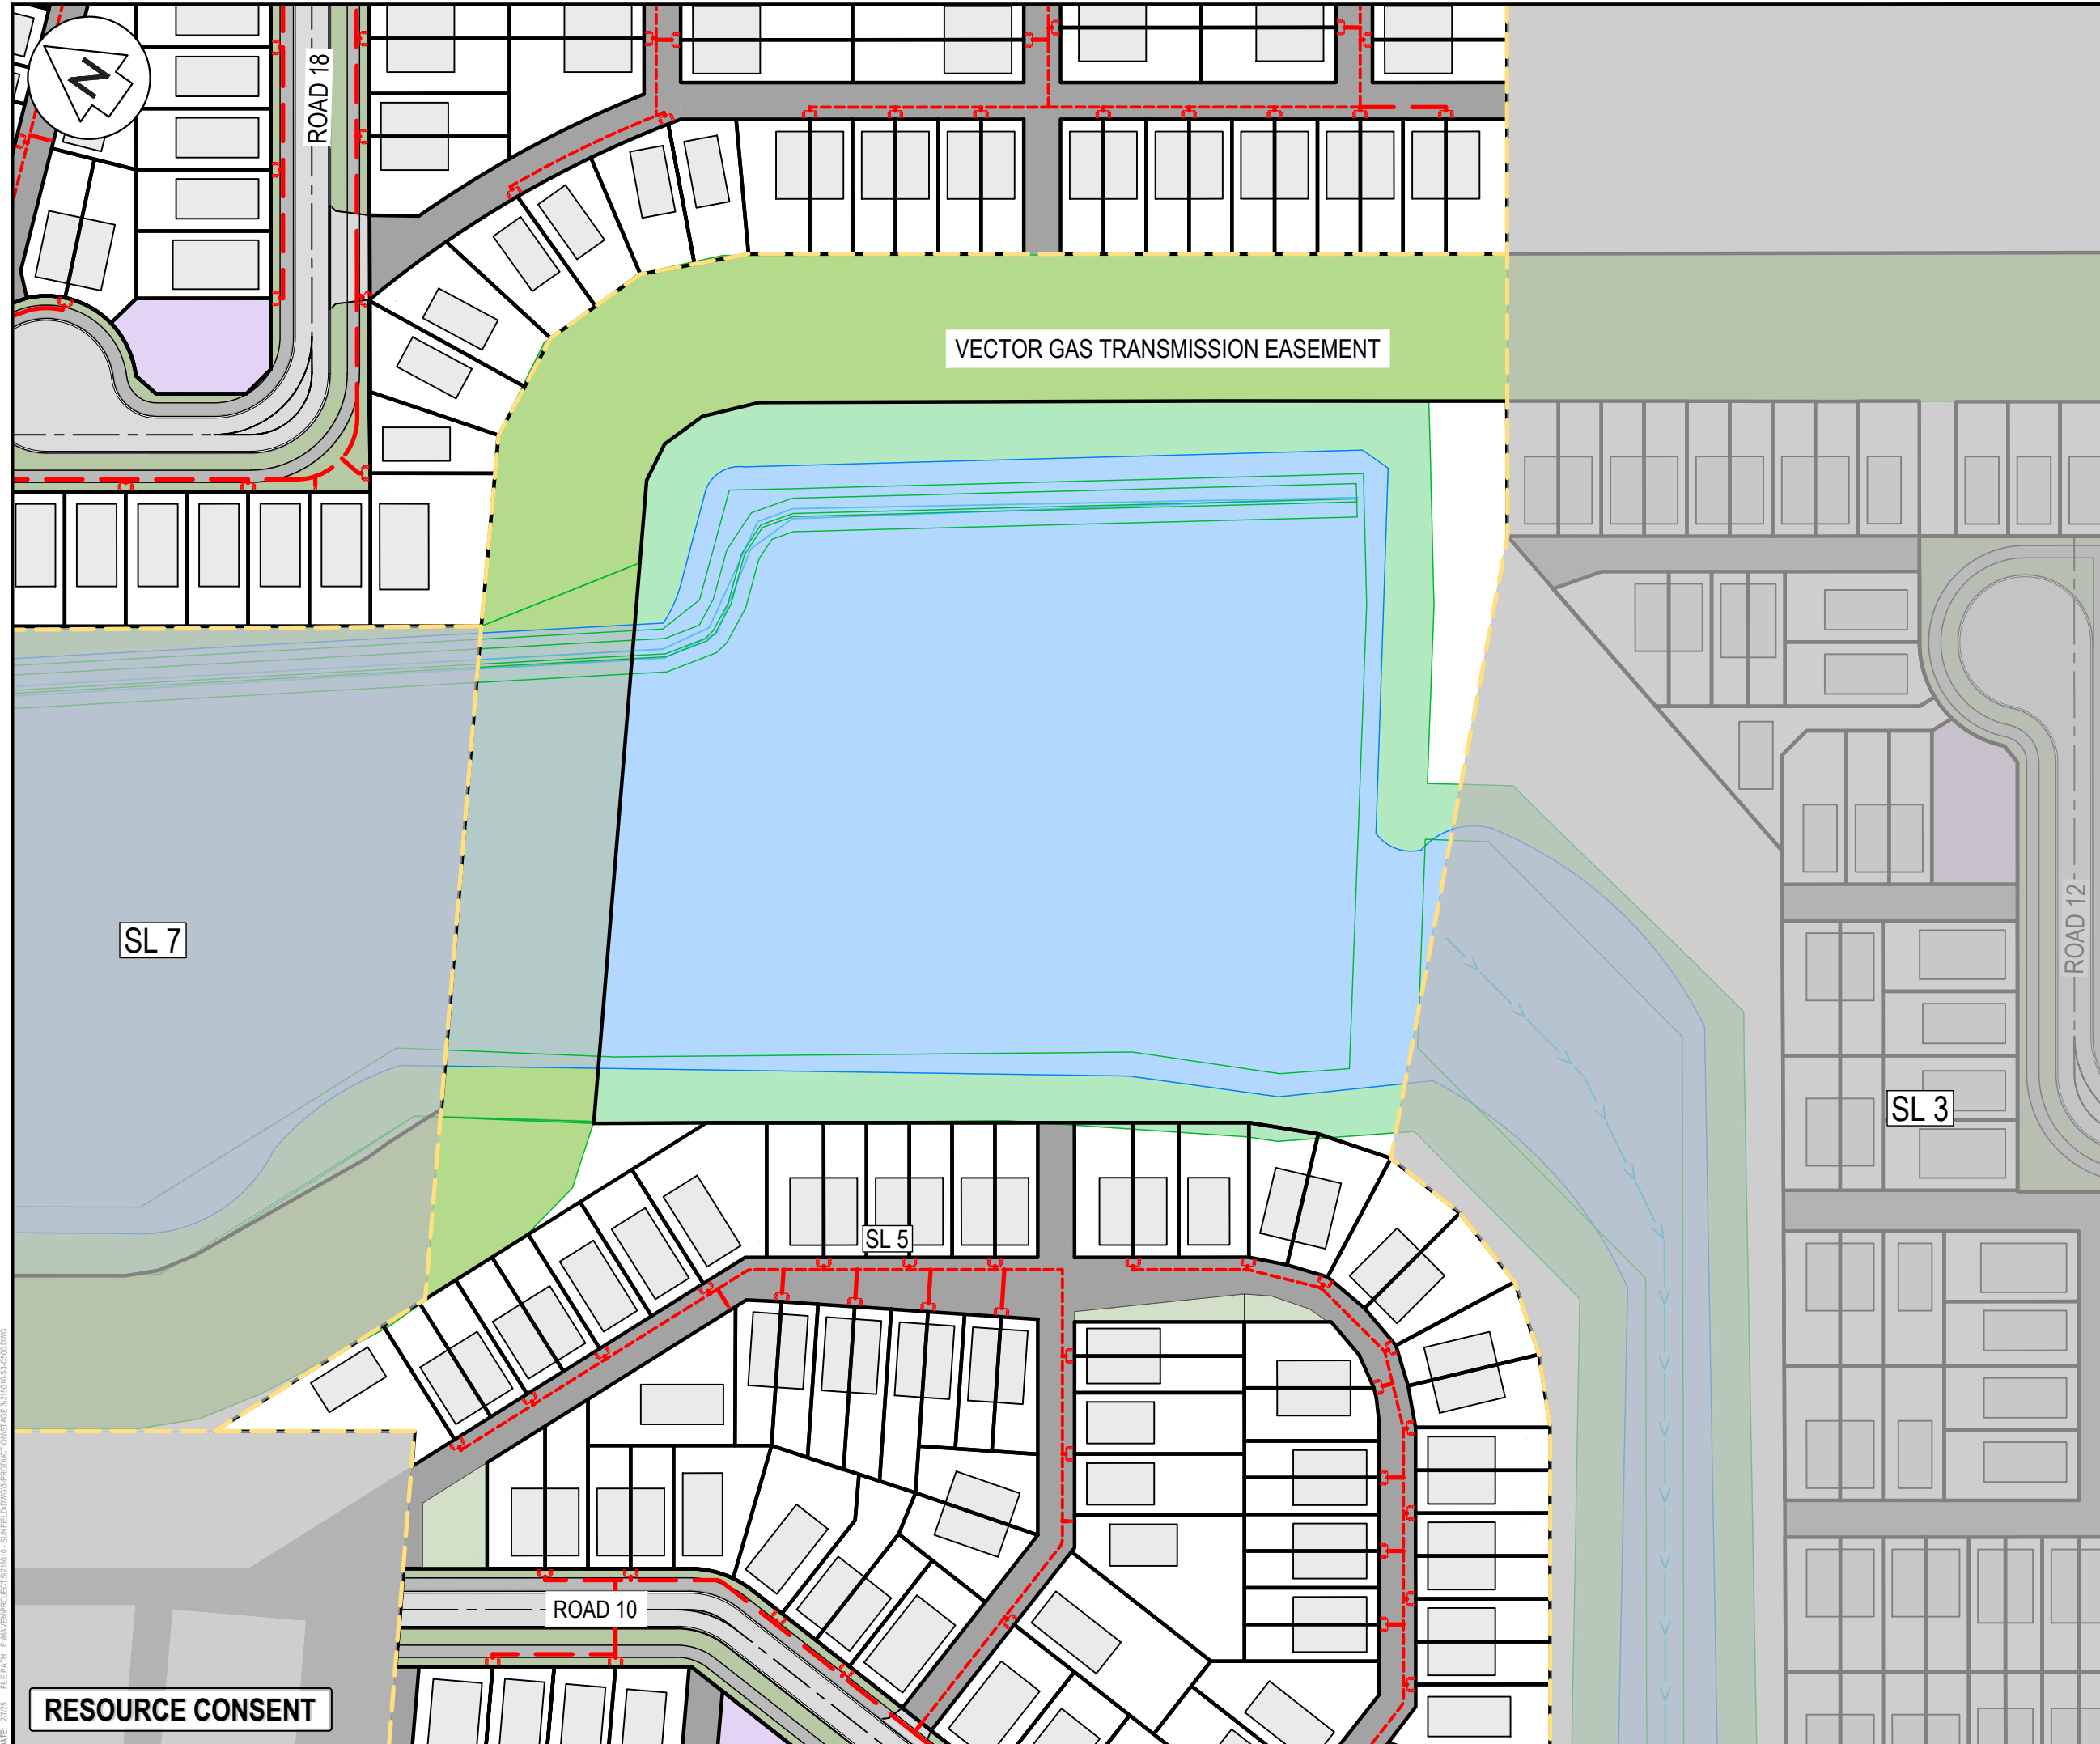 N
ROAD 18
VECTOR GAS TRANSMISSION EASEMENT
SL 7
ROAD 12
SL 3
SL 5
ROAD 10
RESOURCE CONSENT